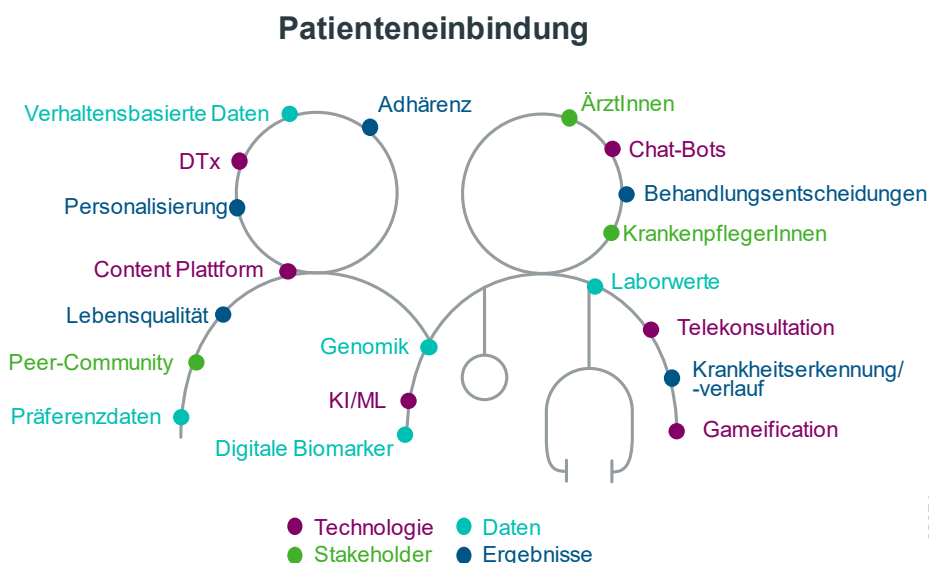 Patienteneinbindung
Verhaltensbasierte Daten
Adhärenz
DTx
Personalisierung
Content Plattform
Lebensqualität
Peer-Community
Präferenzdaten
Genomik
KI/ML
Digitale Biomarker
ÄrztInnen
Chat-Bots
Behandlungsentscheidungen
KrankenpflegerInnen
Laborwerte
Telekonsultation
Krankheitserkennung/
-verlauf
Gameification
Technologie
Daten
Stakeholder
Ergebnisse